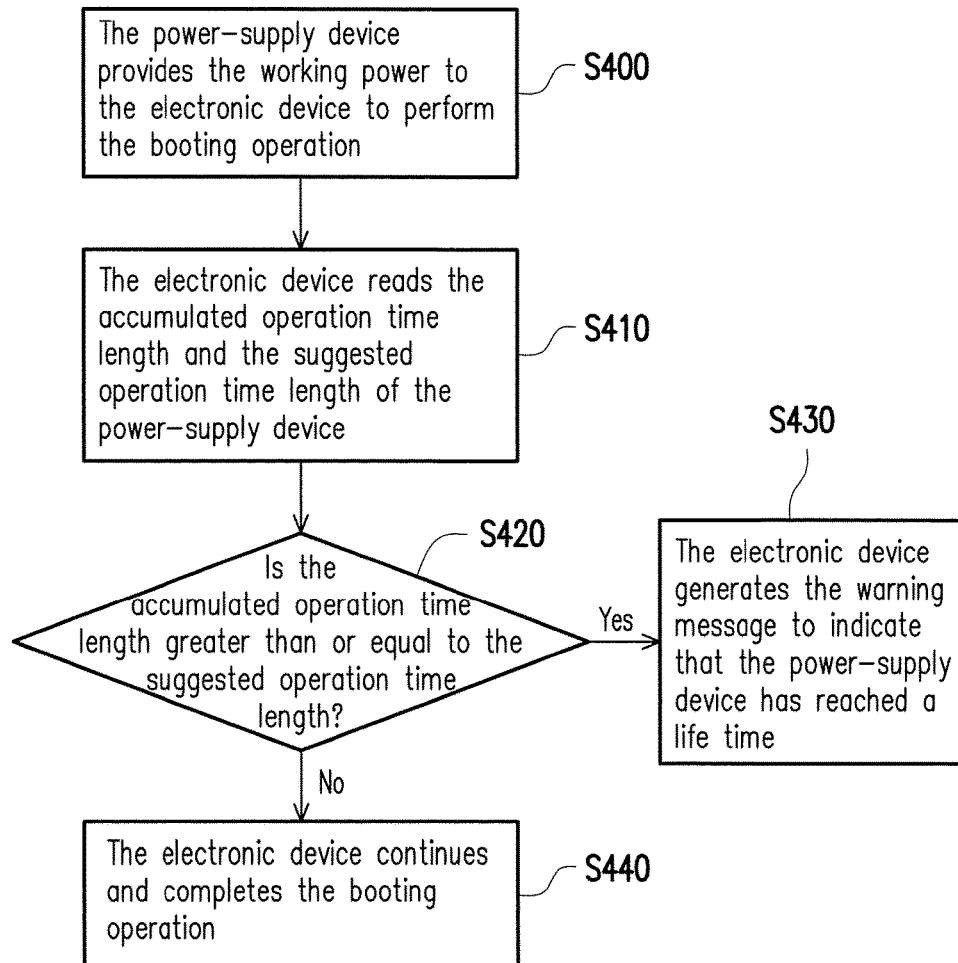 The power-supply device
provides the working power to
the electronic device to perform
the booting operation
S400
The electronic device reads the
accumulated operation time
length and the suggested
operation time length of the
power-supply device
S410
S420
Is the
accumulated operation time
length greater than or equal to the
suggested operation time
length?
Yes
S430
The electronic device
generates the warning
message to indicate
that the power-supply
device has reached a
life time
No
The electronic device continues
and completes the booting
operation
S440